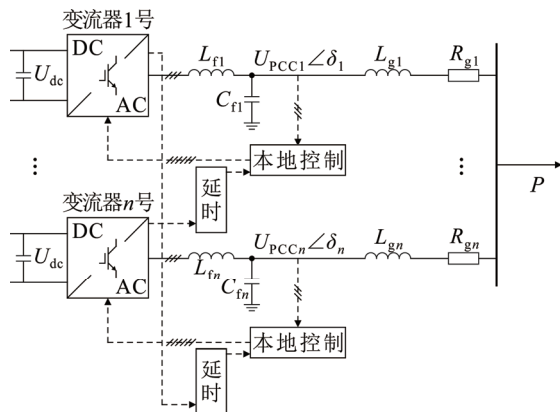 变流器1号
DC
AC
U_dc
L_f1
U_PCC1∠δ_1
L_g1
R_g1
C_f1
本地控制
延时
⋮
⋮
P
变流器n号
DC
AC
U_dc
L_fn
U_PCCn∠δ_n
L_gn
R_gn
C_fn
本地控制
延时